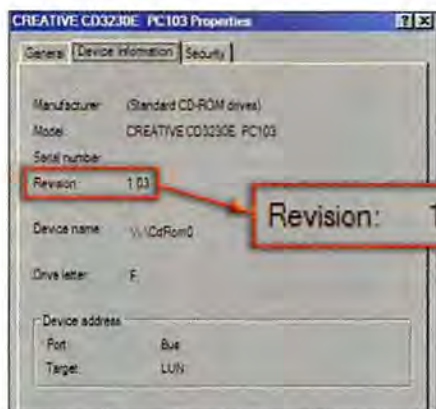 CREATIVE CD3230E PC103 Properties
General Device Information Security
Manufacturer (Standard CD-ROM drives)
Model: CREATIVE CD3230E PC103
Serial number
Revision: 1.03
Revision: 1
Device name \\.\CdRom0
Drive letter: F:
Device address
Port: Bus
Target: LUN